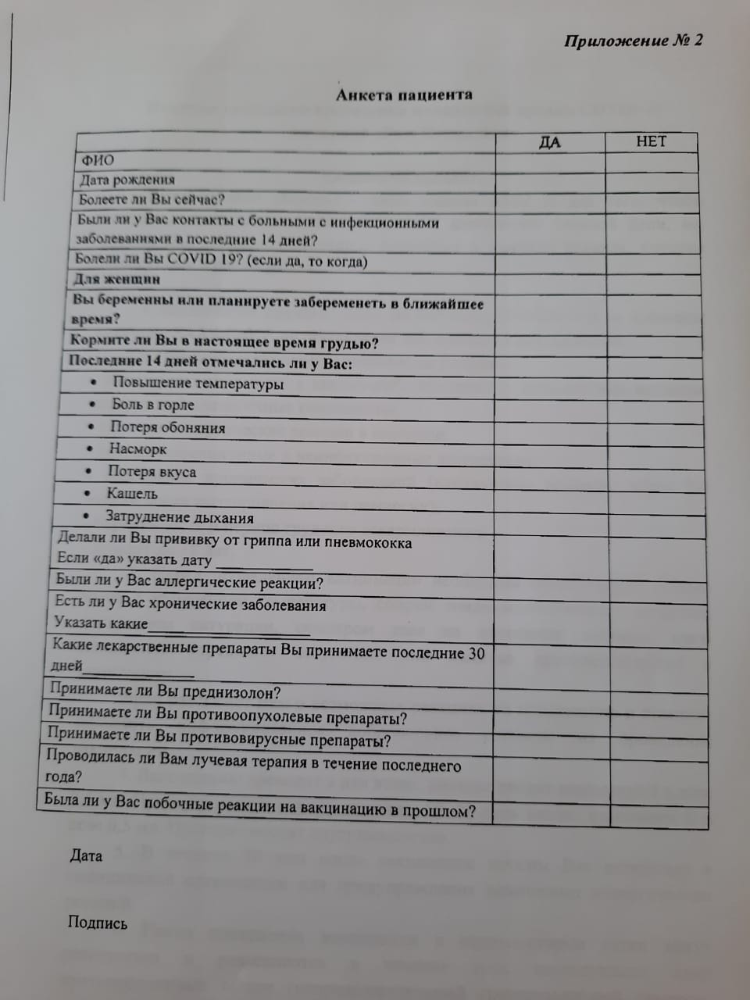 Приложение № 2
Анкета пациента
ДА НЕТ
ФИО
Дата рождения
Болеете ли Вы сейчас?
Были ли у Вас контакты с больными с инфекционными
заболеваниями в последние 14 дней?
Болели ли Вы COVID 19? (если да, то когда)
Для женщин
Вы беременны или планируете забеременеть в ближайшее
время?
Кормите ли Вы в настоящее время грудью?
Последние 14 дней отмечались ли у Вас:
• Повышение температуры
• Боль в горле
• Потеря обоняния
• Насморк
• Потеря вкуса
• Кашель
• Затруднение дыхания
Делали ли Вы прививку от гриппа или пневмококка
Если «да» указать дату ____________
Были ли у Вас аллергические реакции?
Есть ли у Вас хронические заболевания
Указать какие____________________
Какие лекарственные препараты Вы принимаете последние 30
дней______________
Принимаете ли Вы преднизолон?
Принимаете ли Вы противоопухолевые препараты?
Принимаете ли Вы противовирусные препараты?
Проводилась ли Вам лучевая терапия в течение последнего
года?
Была ли у Вас побочные реакции на вакцинацию в прошлом?
Дата
Подпись